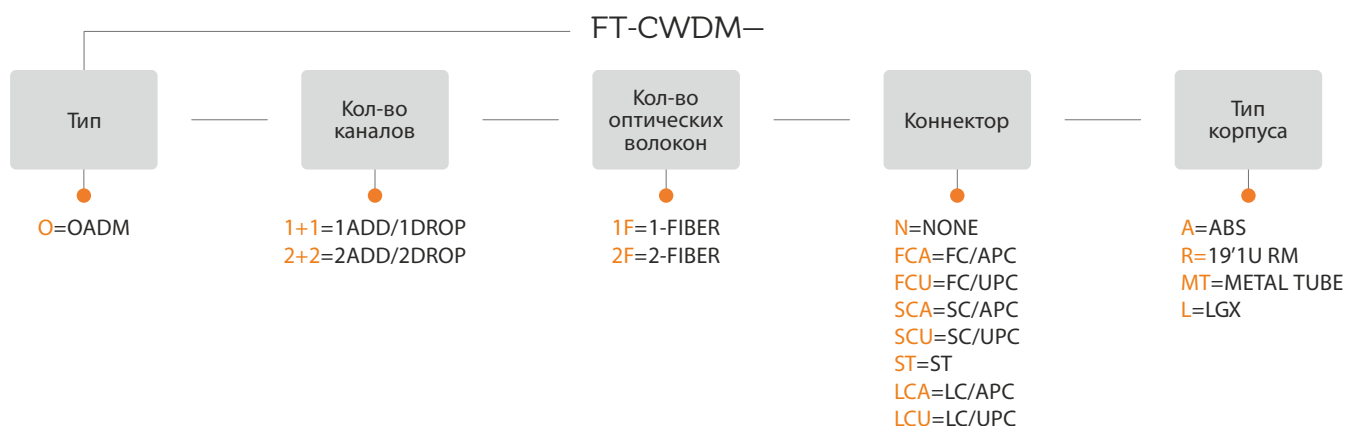 FT-CWDM—
Тип
Кол-во
каналов
Кол-во
оптических
волокон
Коннектор
Тип
корпуса
O=OADM
1+1=1ADD/1DROP
2+2=2ADD/2DROP
1F=1-FIBER
2F=2-FIBER
N=NONE
FCA=FC/APC
FCU=FC/UPC
SCA=SC/APC
SCU=SC/UPC
ST=ST
LCA=LC/APC
LCU=LC/UPC
A=ABS
R=19'1U RM
MT=METAL TUBE
L=LGX